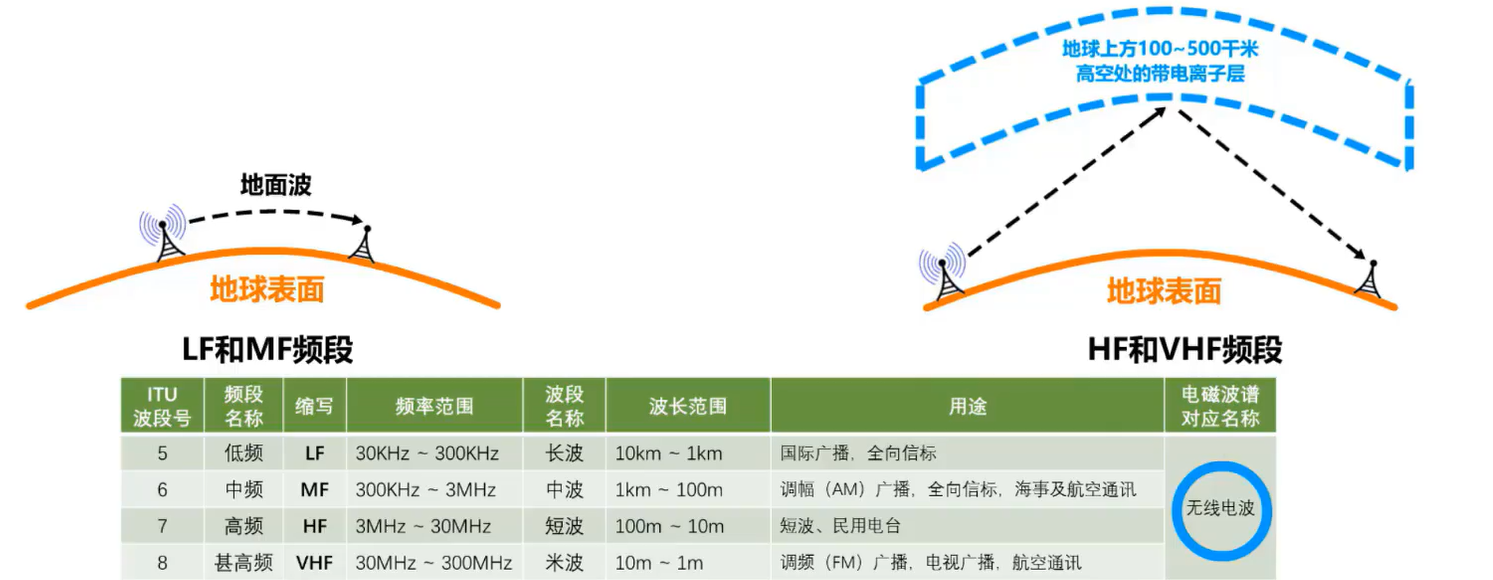 地球上方100~500千米
高空处的带电离子层
地面波
地球表面
地球表面
LF和MF频段
HF和VHF频段
ITU波段号 频段名称 缩写 频率范围 波段名称 波长范围 用途 电磁波谱对应名称
5 低频 LF 30KHz ~ 300KHz 长波 10km ~ 1km 国际广播，全向信标
6 中频 MF 300KHz ~ 3MHz 中波 1km ~ 100m 调幅（AM）广播，全向信标，海事及航空通讯
无线电波
7 高频 HF 3MHz ~ 30MHz 短波 100m ~ 10m 短波、民用电台
8 甚高频 VHF 30MHz ~ 300MHz 米波 10m ~ 1m 调频（FM）广播，电视广播，航空通讯